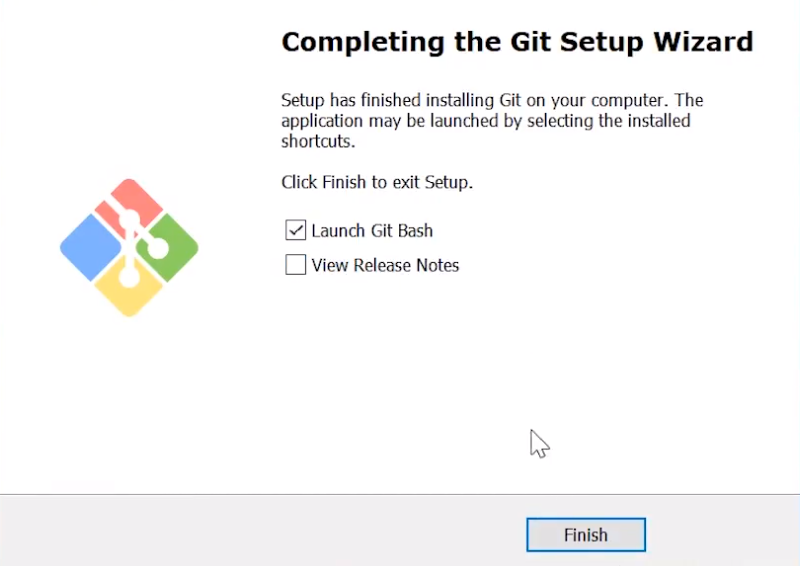 Completing the Git Setup Wizard
Setup has finished installing Git on your computer. The
application may be launched by selecting the installed
shortcuts.
Click Finish to exit Setup.
Launch Git Bash
View Release Notes
Finish